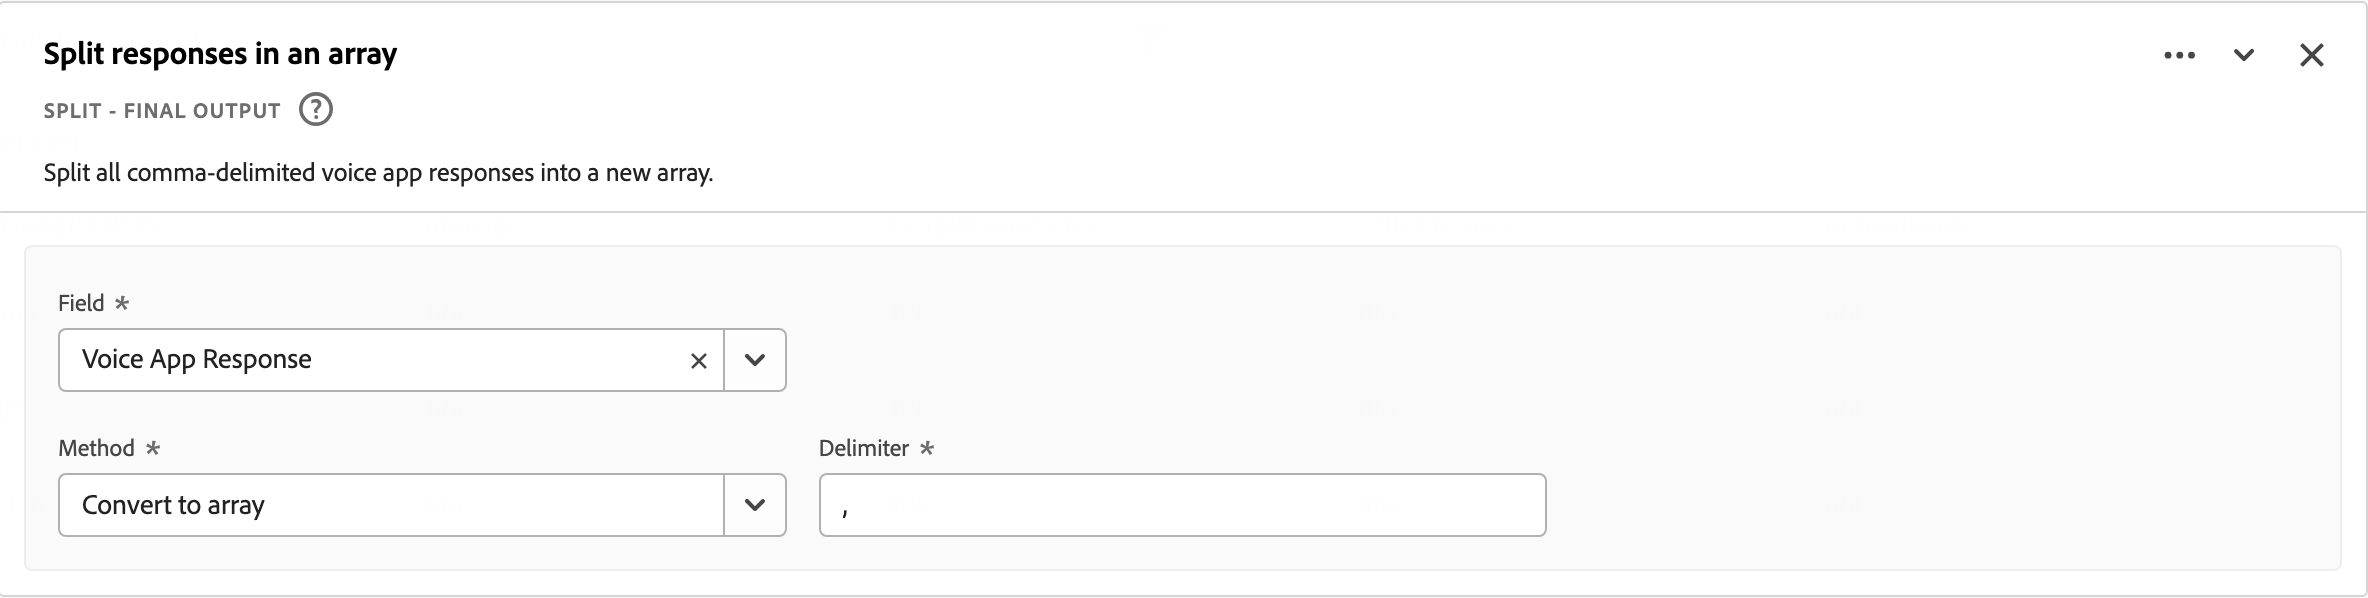 Split responses in an array
SPLIT - FINAL OUTPUT ?
Split all comma-delimited voice app responses into a new array.
Field *
Voice App Response
Method * Delimiter *
Convert to array ,